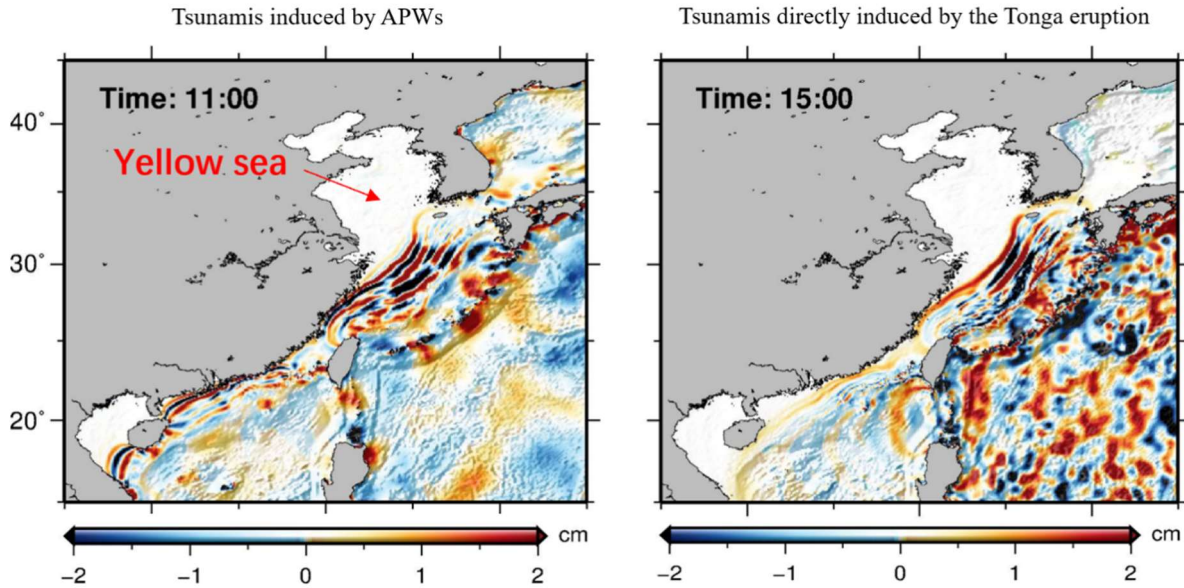 Tsunamis induced by APWs
Tsunamis directly induced by the Tonga eruption
Time: 11:00
Time: 15:00
40°
Yellow sea
30°
20°
cm
cm
−2 −1 0 1 2
−2 −1 0 1 2